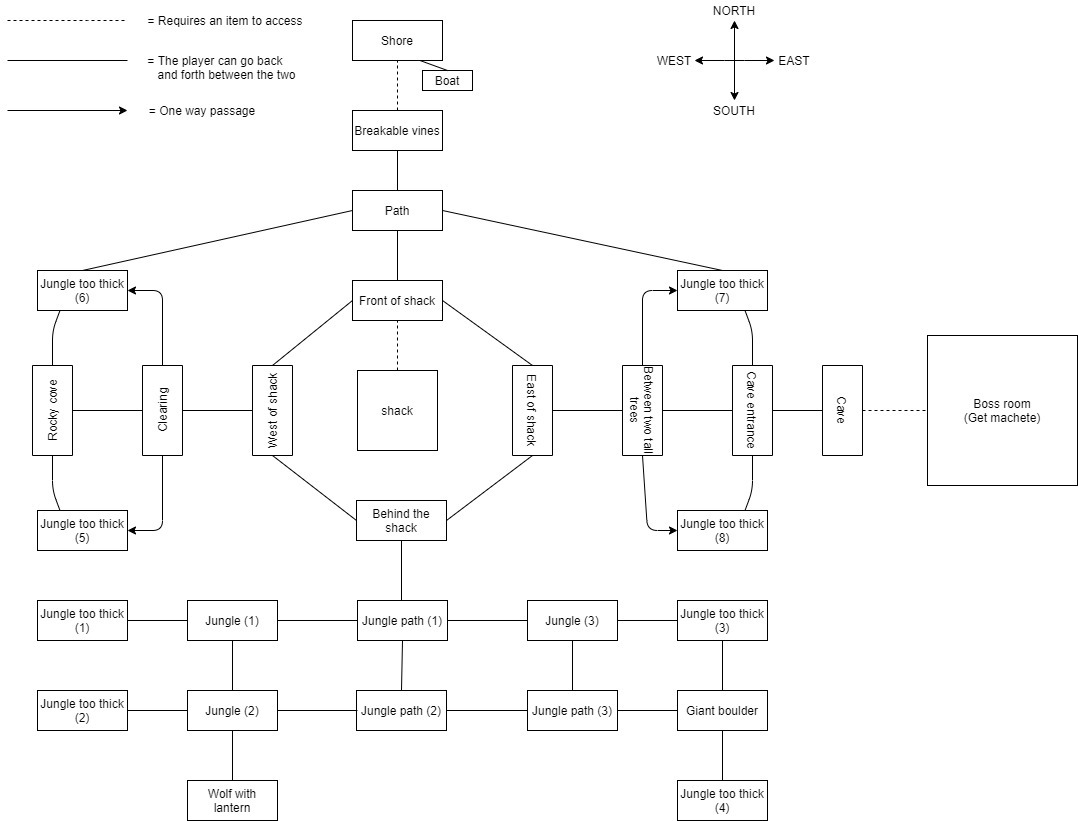 = Requires an item to access
= The player can go back
and forth between the two
= One way passage
NORTH
WEST
EAST
SOUTH
Shore
Boat
Breakable vines
Path
Jungle too thick
(6)
Front of shack
Jungle too thick
(7)
Rocky cove
Clearing
West of shack
shack
East of shack
Between two tall
trees
Cave entrance
Cave
Boss room
(Get machete)
Jungle too thick
(5)
Behind the
shack
Jungle too thick
(8)
Jungle too thick
(1)
Jungle (1)
Jungle path (1)
Jungle (3)
Jungle too thick
(3)
Jungle too thick
(2)
Jungle (2)
Jungle path (2)
Jungle path (3)
Giant boulder
Wolf with
lantern
Jungle too thick
(4)